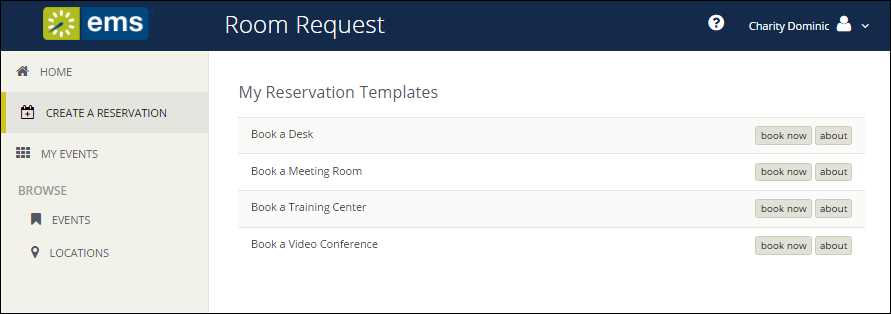 ems
Room Request
?
Charity Dominic
HOME
CREATE A RESERVATION
MY EVENTS
BROWSE
EVENTS
LOCATIONS
My Reservation Templates
Book a Desk book now about
Book a Meeting Room book now about
Book a Training Center book now about
Book a Video Conference book now about